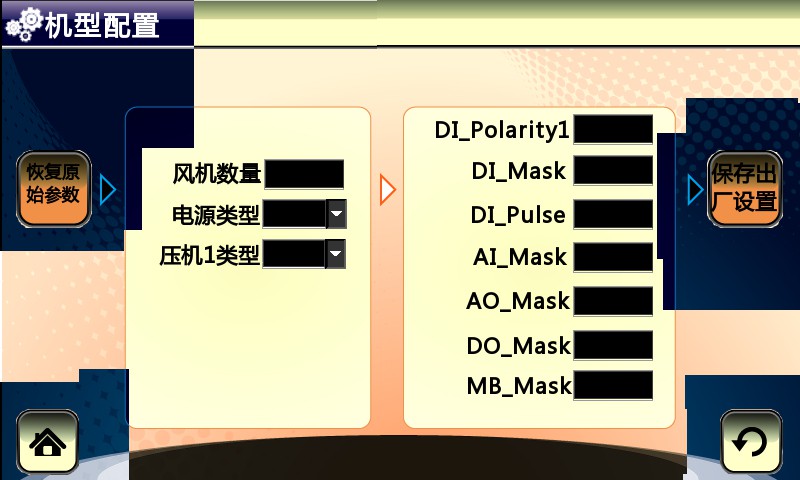 机型配置
恢复原
始参数
风机数量
电源类型
压机1类型
DI_Polarity1
DI_Mask
DI_Pulse
AI_Mask
AO_Mask
DO_Mask
MB_Mask
保存出
厂设置